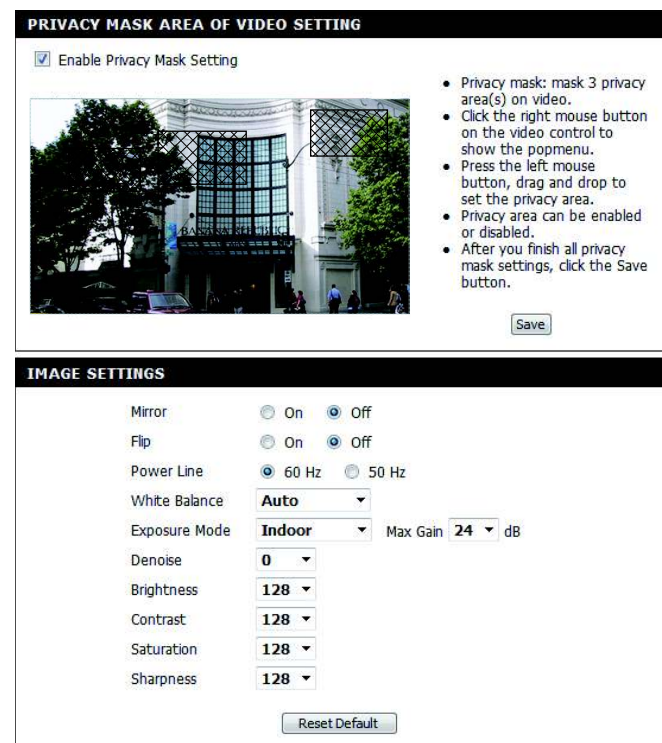 PRIVACY MASK AREA OF VIDEO SETTING
Enable Privacy Mask Setting
• Privacy mask: mask 3 privacy
area(s) on video.
• Click the right mouse button
on the video control to
show the popmenu.
• Press the left mouse
button, drag and drop to
set the privacy area.
• Privacy area can be enabled
or disabled.
• After you finish all privacy
mask settings, click the Save
button.
Save
IMAGE SETTINGS
Mirror On Off
Flip On Off
Power Line 60 Hz 50 Hz
White Balance Auto
Exposure Mode Indoor Max Gain 24 dB
Denoise 0
Brightness 128
Contrast 128
Saturation 128
Sharpness 128
Reset Default